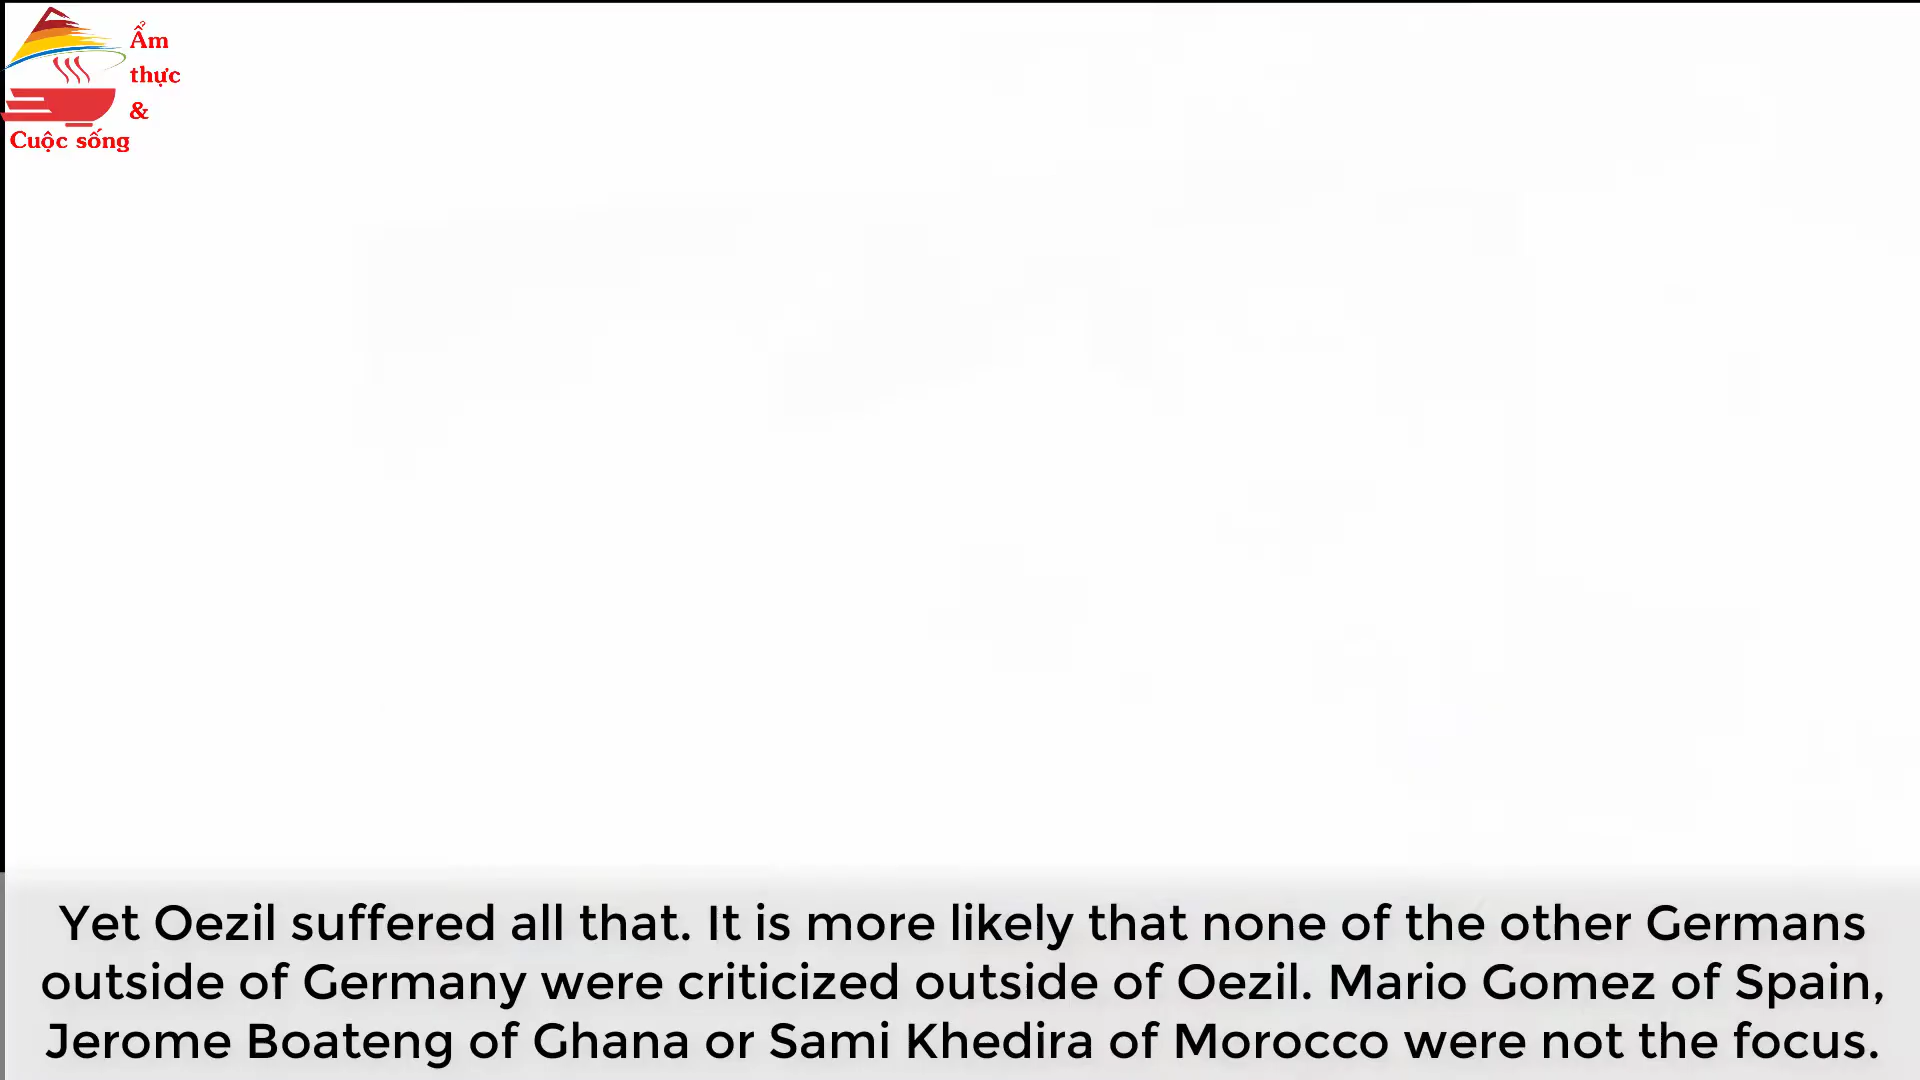 Ẩm
thực
&
Cuộc sống
Yet Oezil suffered all that. It is more likely that none of the other Germans
outside of Germany were criticized outside of Oezil. Mario Gomez of Spain,
Jerome Boateng of Ghana or Sami Khedira of Morocco were not the focus.